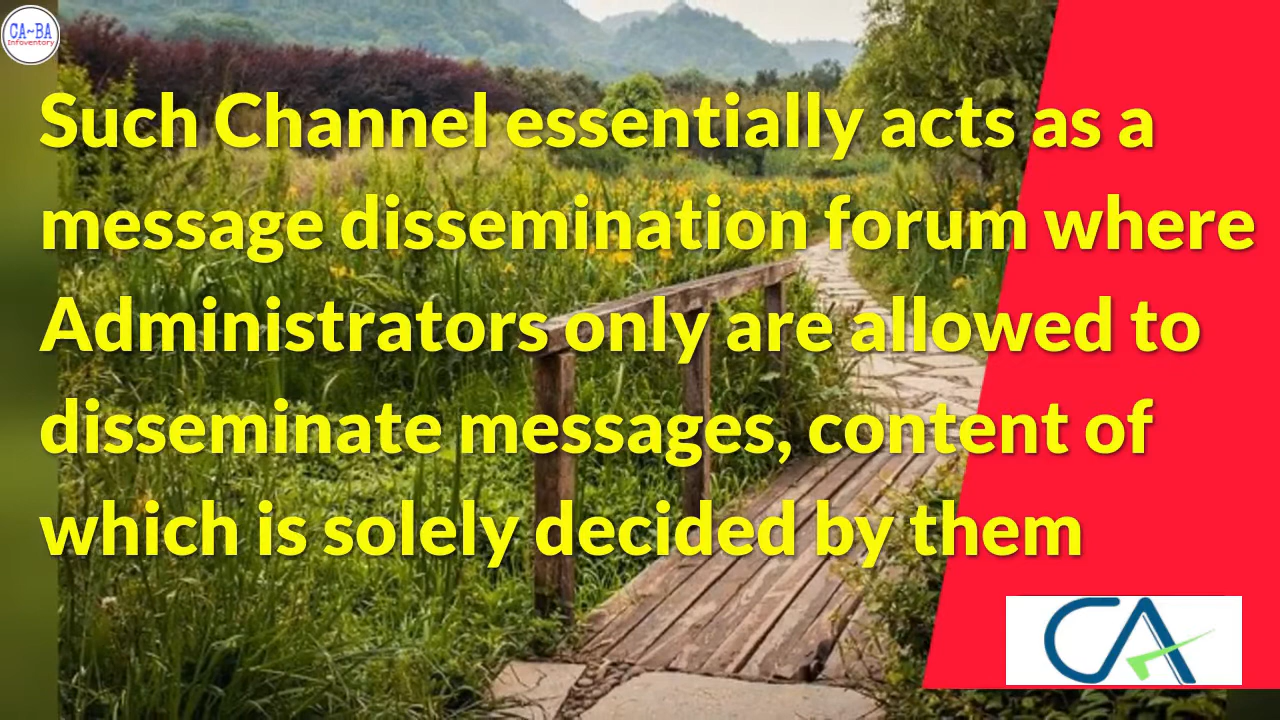 CA~BA
Infoventory
Such Channel essentially acts as a
message dissemination forum where
Administrators only are allowed to
disseminate messages, content of
which is solely decided by them
CA